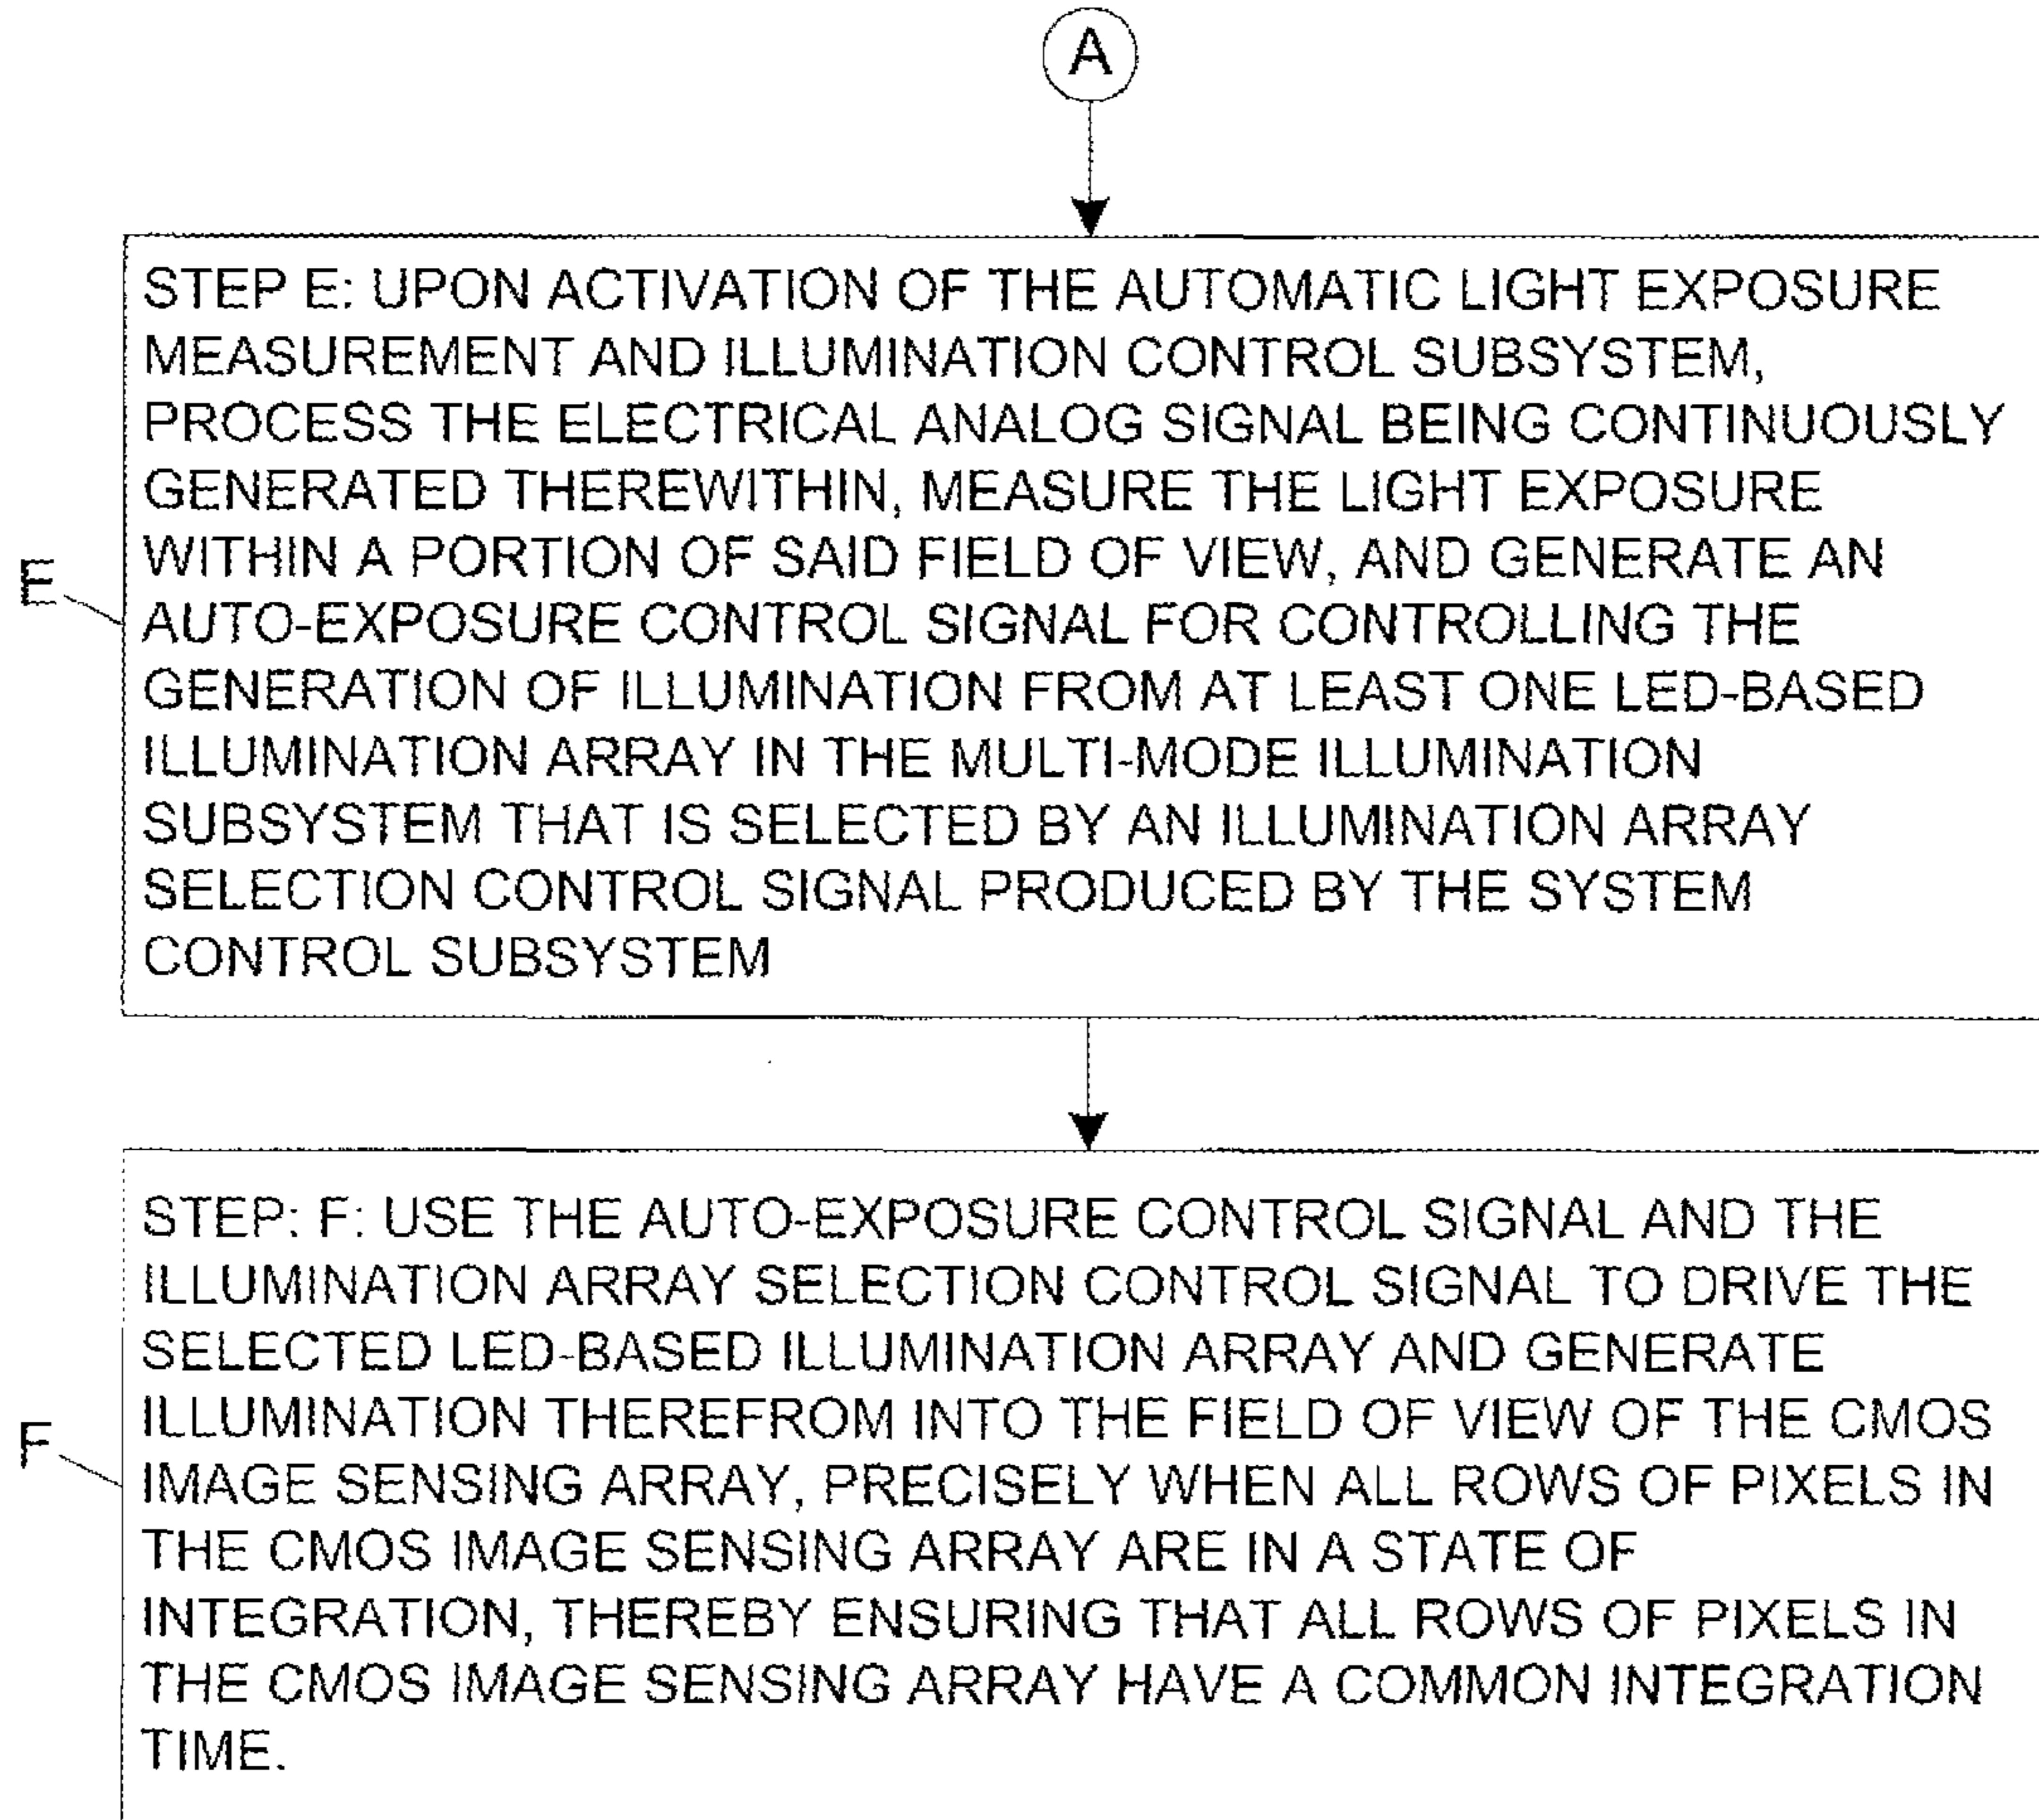 A
STEP E: UPON ACTIVATION OF THE AUTOMATIC LIGHT EXPOSURE
MEASUREMENT AND ILLUMINATION CONTROL SUBSYSTEM,
PROCESS THE ELECTRICAL ANALOG SIGNAL BEING CONTINUOUSLY
GENERATED THEREWITHIN, MEASURE THE LIGHT EXPOSURE
WITHIN A PORTION OF SAID FIELD OF VIEW, AND GENERATE AN
AUTO-EXPOSURE CONTROL SIGNAL FOR CONTROLLING THE
GENERATION OF ILLUMINATION FROM AT LEAST ONE LED-BASED
ILLUMINATION ARRAY IN THE MULTI-MODE ILLUMINATION
SUBSYSTEM THAT IS SELECTED BY AN ILLUMINATION ARRAY
SELECTION CONTROL SIGNAL PRODUCED BY THE SYSTEM
CONTROL SUBSYSTEM
E
STEP: F: USE THE AUTO-EXPOSURE CONTROL SIGNAL AND THE
ILLUMINATION ARRAY SELECTION CONTROL SIGNAL TO DRIVE THE
SELECTED LED-BASED ILLUMINATION ARRAY AND GENERATE
ILLUMINATION THEREFROM INTO THE FIELD OF VIEW OF THE CMOS
IMAGE SENSING ARRAY, PRECISELY WHEN ALL ROWS OF PIXELS IN
THE CMOS IMAGE SENSING ARRAY ARE IN A STATE OF
INTEGRATION, THEREBY ENSURING THAT ALL ROWS OF PIXELS IN
THE CMOS IMAGE SENSING ARRAY HAVE A COMMON INTEGRATION
TIME.
F